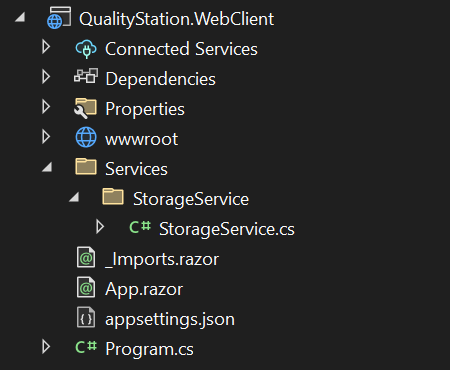 QualityStation.WebClient
Connected Services
Dependencies
Properties
wwwroot
Services
StorageService
C# StorageService.cs
_Imports.razor
App.razor
appsettings.json
C# Program.cs